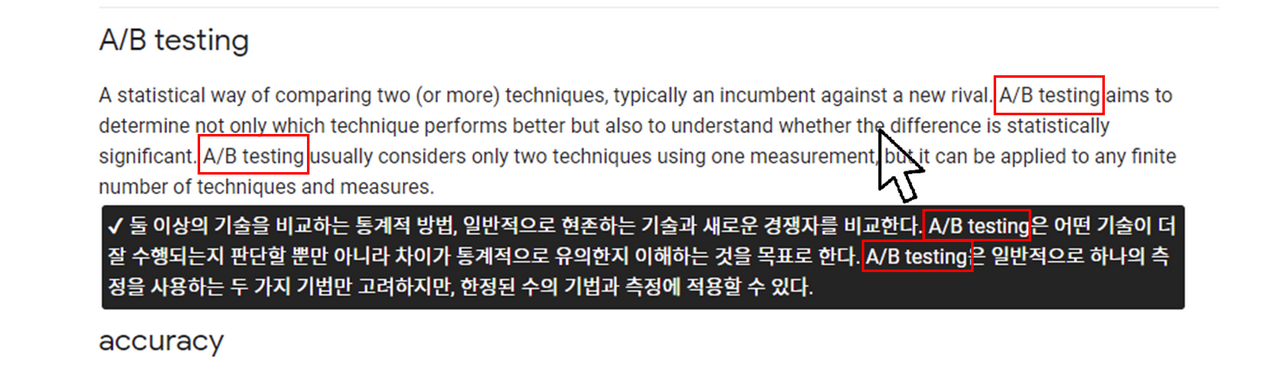 A/B testing
A statistical way of comparing two (or more) techniques, typically an incumbent against a new rival. A/B testing aims to
determine not only which technique performs better but also to understand whether the difference is statistically
significant. A/B testing usually considers only two techniques using one measurement, but it can be applied to any finite
number of techniques and measures.
✓ 둘 이상의 기술을 비교하는 통계적 방법, 일반적으로 현존하는 기술과 새로운 경쟁자를 비교한다. A/B testing은 어떤 기술이 더
잘 수행되는지 판단할 뿐만 아니라 차이가 통계적으로 유의한지 이해하는 것을 목표로 한다. A/B testing은 일반적으로 하나의 측
정을 사용하는 두 가지 기법만 고려하지만, 한정된 수의 기법과 측정에 적용할 수 있다.
accuracy